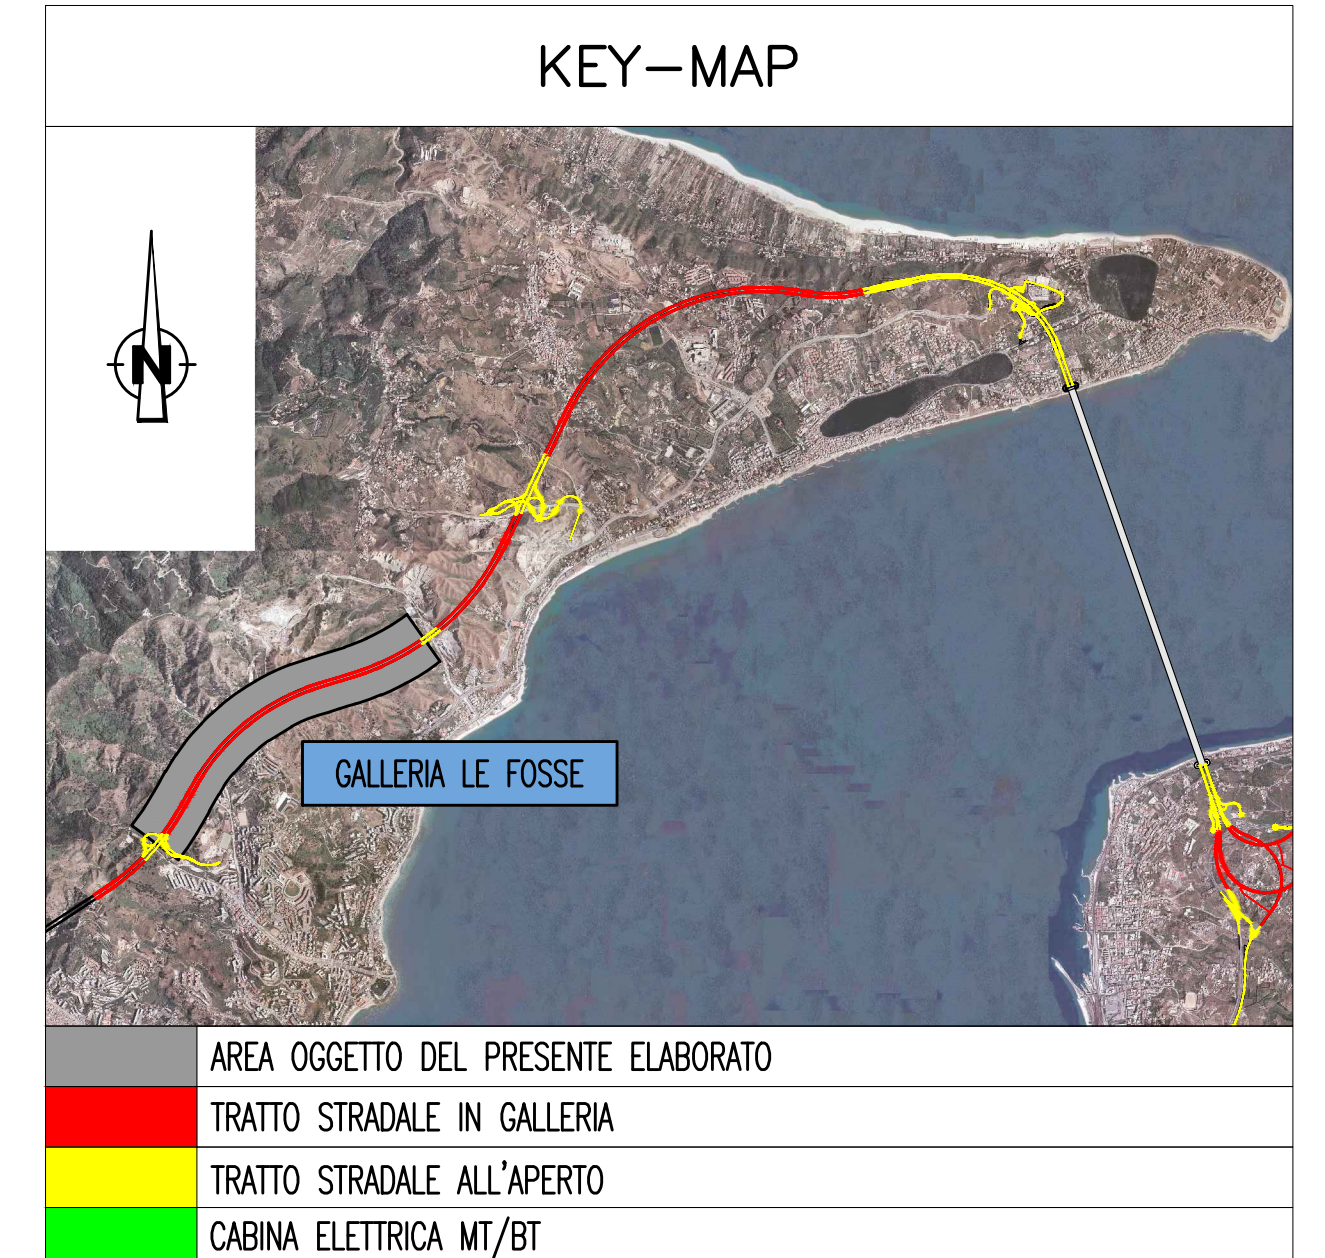 KEY-MAP
N
GALLERIA LE FOSSE
AREA OGGETTO DEL PRESENTE ELABORATO
TRATTO STRADALE IN GALLERIA
TRATTO STRADALE ALL'APERTO
CABINA ELETTRICA MT/BT